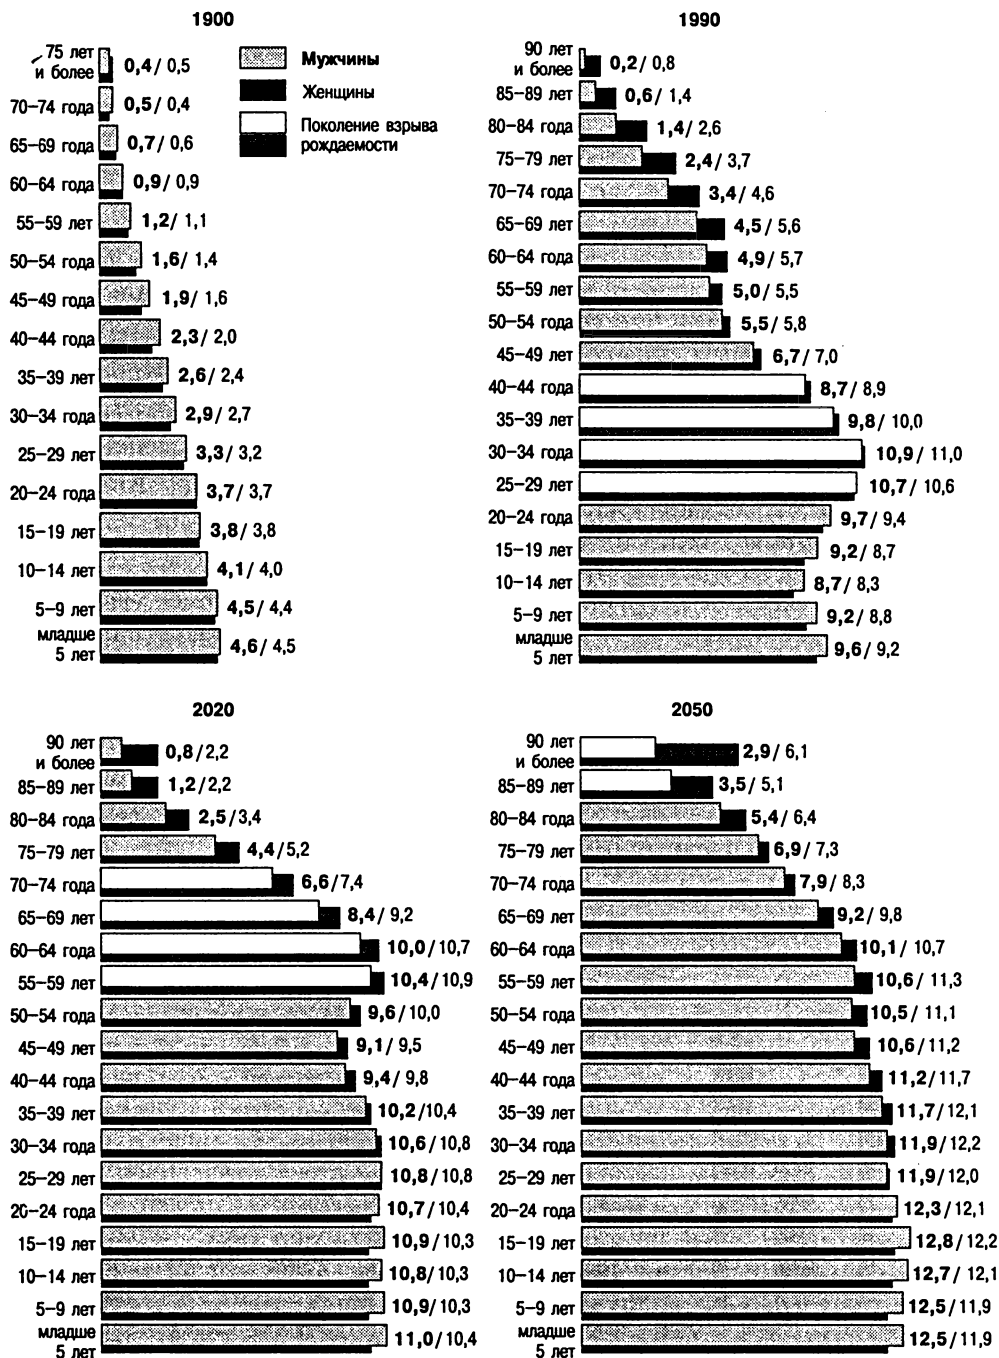 1900
75 лет
и более
0,4 / 0,5
70–74 года 0,5 / 0,4
65–69 года 0,7 / 0,6
60–64 года 0,9 / 0,9
55–59 лет 1,2 / 1,1
50–54 года 1,6 / 1,4
45–49 года 1,9 / 1,6
40–44 года 2,3 / 2,0
35–39 лет 2,6 / 2,4
30–34 года 2,9 / 2,7
25–29 лет 3,3 / 3,2
20–24 года 3,7 / 3,7
15–19 лет 3,8 / 3,8
10–14 лет 4,1 / 4,0
5–9 лет 4,5 / 4,4
младше
5 лет
4,6 / 4,5
Мужчины
Женщины
Поколение взрыва
рождаемости
1990
90 лет
и более
0,2 / 0,8
85–89 лет 0,6 / 1,4
80–84 года 1,4 / 2,6
75–79 лет 2,4 / 3,7
70–74 года 3,4 / 4,6
65–69 лет 4,5 / 5,6
60–64 года 4,9 / 5,7
55–59 лет 5,0 / 5,5
50–54 года 5,5 / 5,8
45–49 лет 6,7 / 7,0
40–44 года 8,7 / 8,9
35–39 лет 9,8 / 10,0
30–34 года 10,9 / 11,0
25–29 лет 10,7 / 10,6
20–24 года 9,7 / 9,4
15–19 лет 9,2 / 8,7
10–14 лет 8,7 / 8,3
5–9 лет 9,2 / 8,8
младше
5 лет
9,6 / 9,2
2020
90 лет
и более
0,8 / 2,2
85–89 лет 1,2 / 2,2
80–84 года 2,5 / 3,4
75–79 лет 4,4 / 5,2
70–74 года 6,6 / 7,4
65–69 лет 8,4 / 9,2
60–64 года 10,0 / 10,7
55–59 лет 10,4 / 10,9
50–54 года 9,6 / 10,0
45–49 лет 9,1 / 9,5
40–44 года 9,4 / 9,8
35–39 лет 10,2 / 10,4
30–34 года 10,6 / 10,8
25–29 лет 10,8 / 10,8
20–24 года 10,7 / 10,4
15–19 лет 10,9 / 10,3
10–14 лет 10,8 / 10,3
5–9 лет 10,9 / 10,3
младше
5 лет
11,0 / 10,4
2050
90 лет
и более
2,9 / 6,1
85–89 лет 3,5 / 5,1
80–84 года 5,4 / 6,4
75–79 лет 6,9 / 7,3
70–74 года 7,9 / 8,3
65–69 лет 9,2 / 9,8
60–64 года 10,1 / 10,7
55–59 лет 10,6 / 11,3
50–54 года 10,5 / 11,1
45–49 лет 10,6 / 11,2
40–44 года 11,2 / 11,7
35–39 лет 11,7 / 12,1
30–34 года 11,9 / 12,2
25–29 лет 11,9 / 12,0
20–24 года 12,3 / 12,1
15–19 лет 12,8 / 12,2
10–14 лет 12,7 / 12,1
5–9 лет 12,5 / 11,9
младше
5 лет
12,5 / 11,9